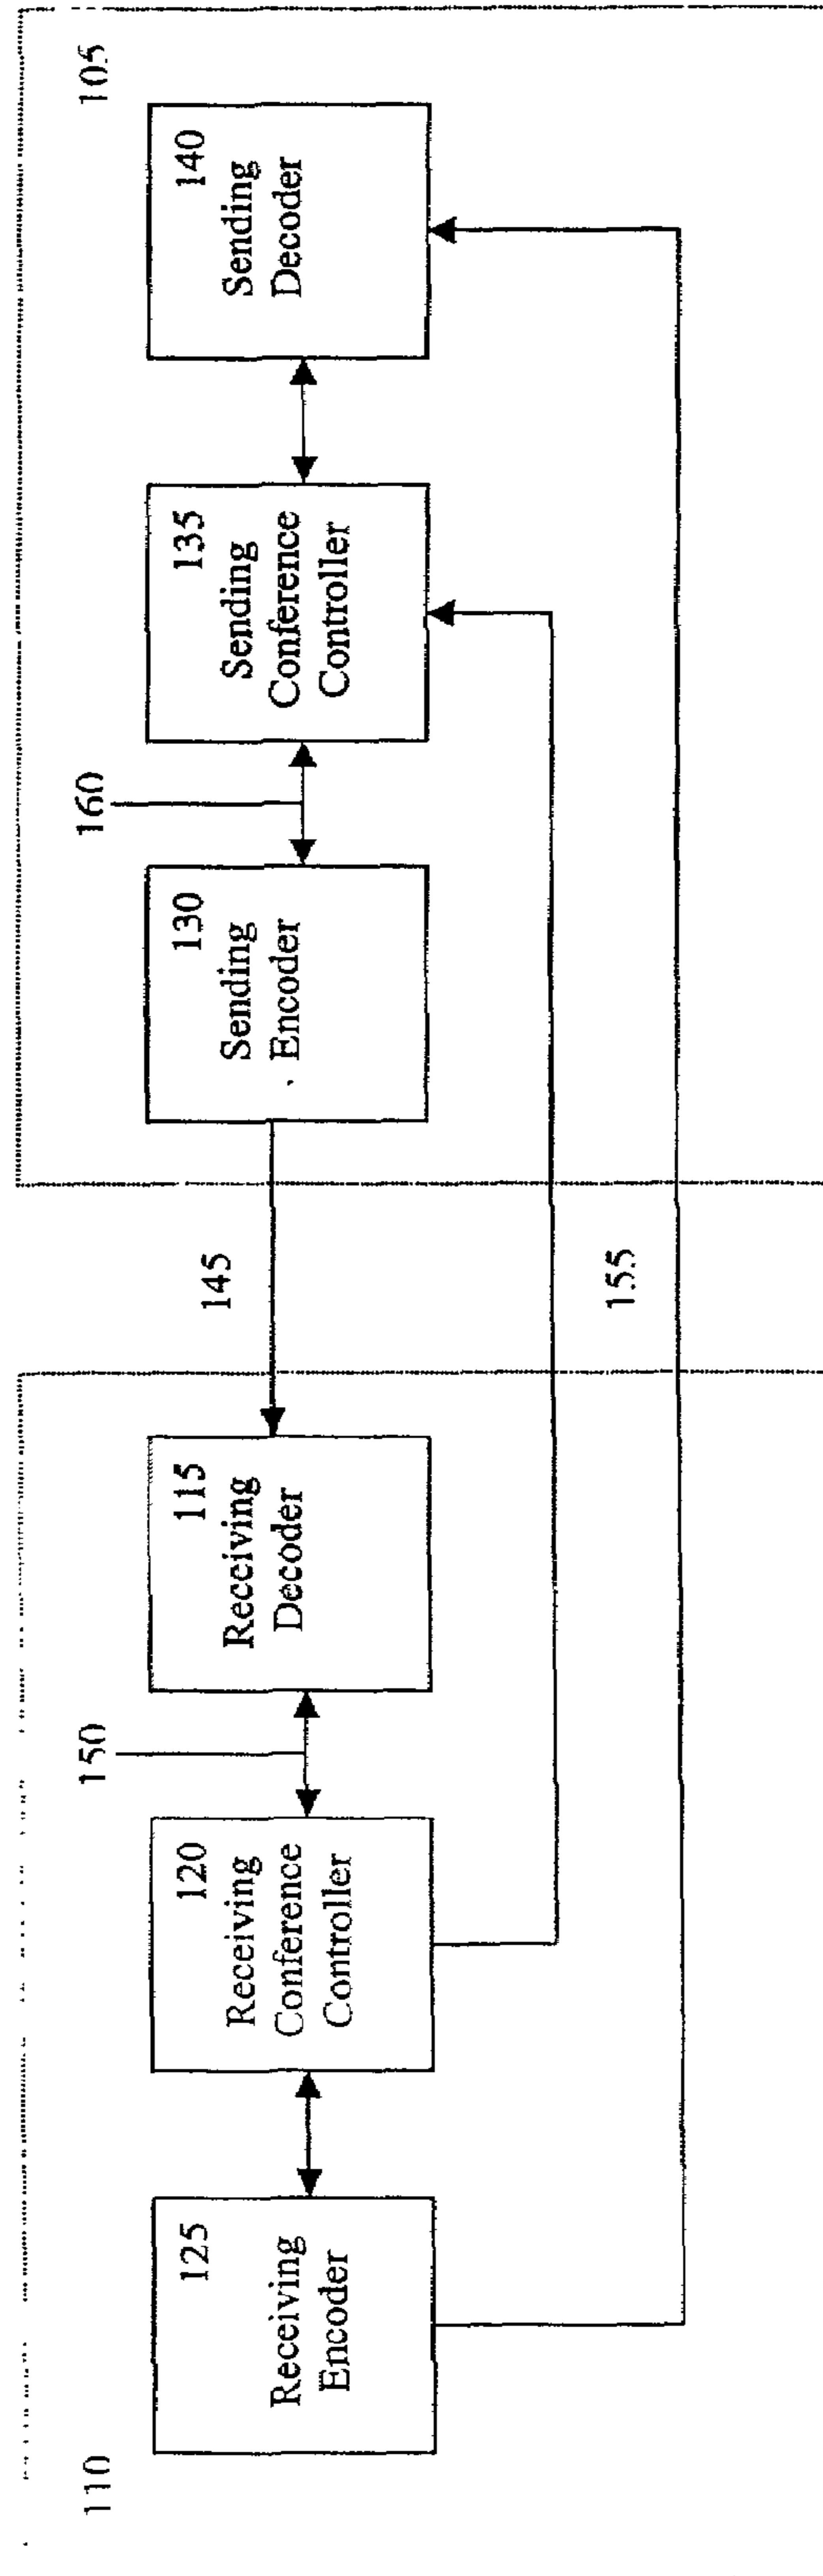 110
105
150
160
125
Receiving
Encoder
120
Receiving
Conference
Controller
115
Receiving
Decoder
145
130
Sending
Encoder
135
Sending
Conference
Controller
140
Sending
Decoder
155